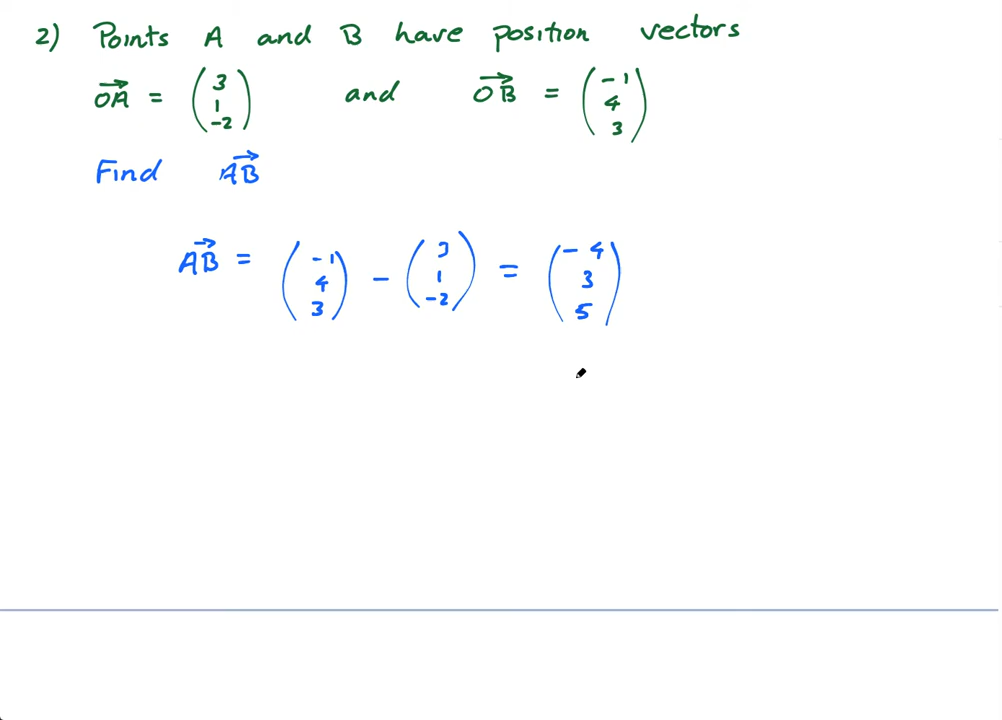 2) Points A and B have position vectors
→OA = (3 1 -2) and →OB = (-1 4 3)
Find →AB
→AB = (-1 4 3) - (3 1 -2) = (-4 3 5)